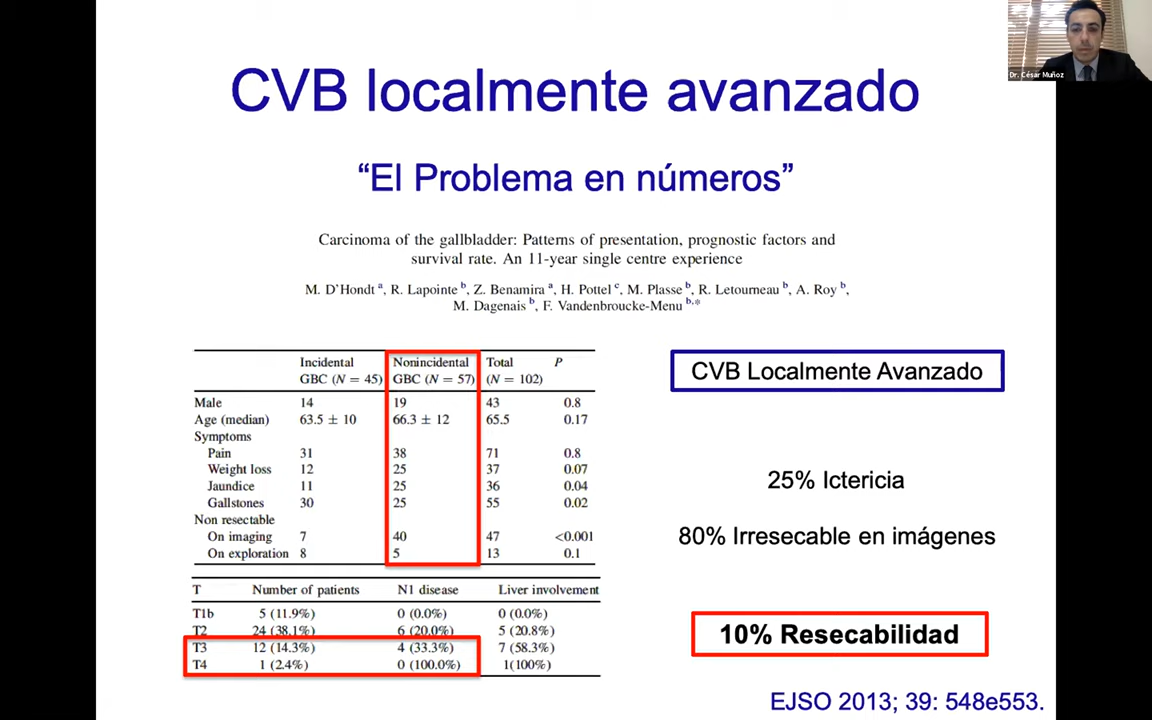 Dr. César Muñoz
CVB localmente avanzado
“El Problema en números”
Carcinoma of the gallbladder: Patterns of presentation, prognostic factors and
survival rate. An 11-year single centre experience
M. D'Hondt a, R. Lapointe b, Z. Benamira a, H. Pottel c, M. Plasse b, R. Letourneau b, A. Roy b,
M. Dagenais b, F. Vandenbroucke-Menu b,*
Incidental Nonincidental Total P
GBC (N = 45) GBC (N = 57) (N = 102)
Male 14 19 43 0.8
Age (median) 63.5 ± 10 66.3 ± 12 65.5 0.17
Symptoms
Pain 31 38 71 0.8
Weight loss 12 25 37 0.07
Jaundice 11 25 36 0.04
Gallstones 30 25 55 0.02
Non resectable
On imaging 7 40 47 <0.001
On exploration 8 5 13 0.1
T Number of patients N1 disease Liver involvement
T1b 5 (11.9%) 0 (0.0%) 0 (0.0%)
T2 24 (38.1%) 6 (20.0%) 5 (20.8%)
T3 12 (14.3%) 4 (33.3%) 7 (58.3%)
T4 1 (2.4%) 0 (100.0%) 1(100%)
CVB Localmente Avanzado
25% Ictericia
80% Irresecable en imágenes
10% Resecabilidad
EJSO 2013; 39: 548e553.